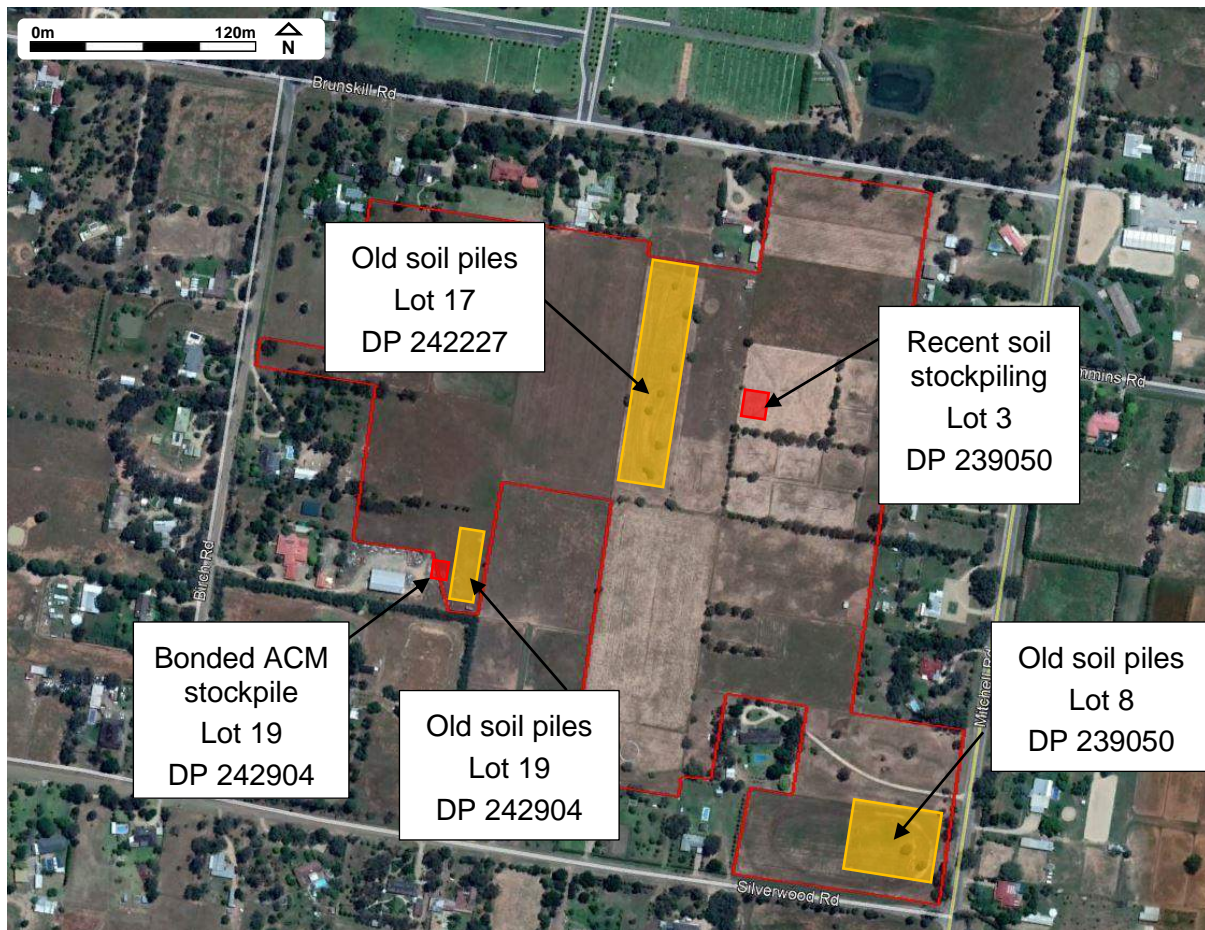 0m
120m
N
Brunskill Rd
Old soil piles
Lot 17
DP 242227
Recent soil
stockpiling
Lot 3
DP 239050
mmins Rd
Birch Rd
Bonded ACM
stockpile
Lot 19
DP 242904
Old soil piles
Lot 19
DP 242904
Old soil piles
Lot 8
DP 239050
Mitchell Rd
Silverwood Rd